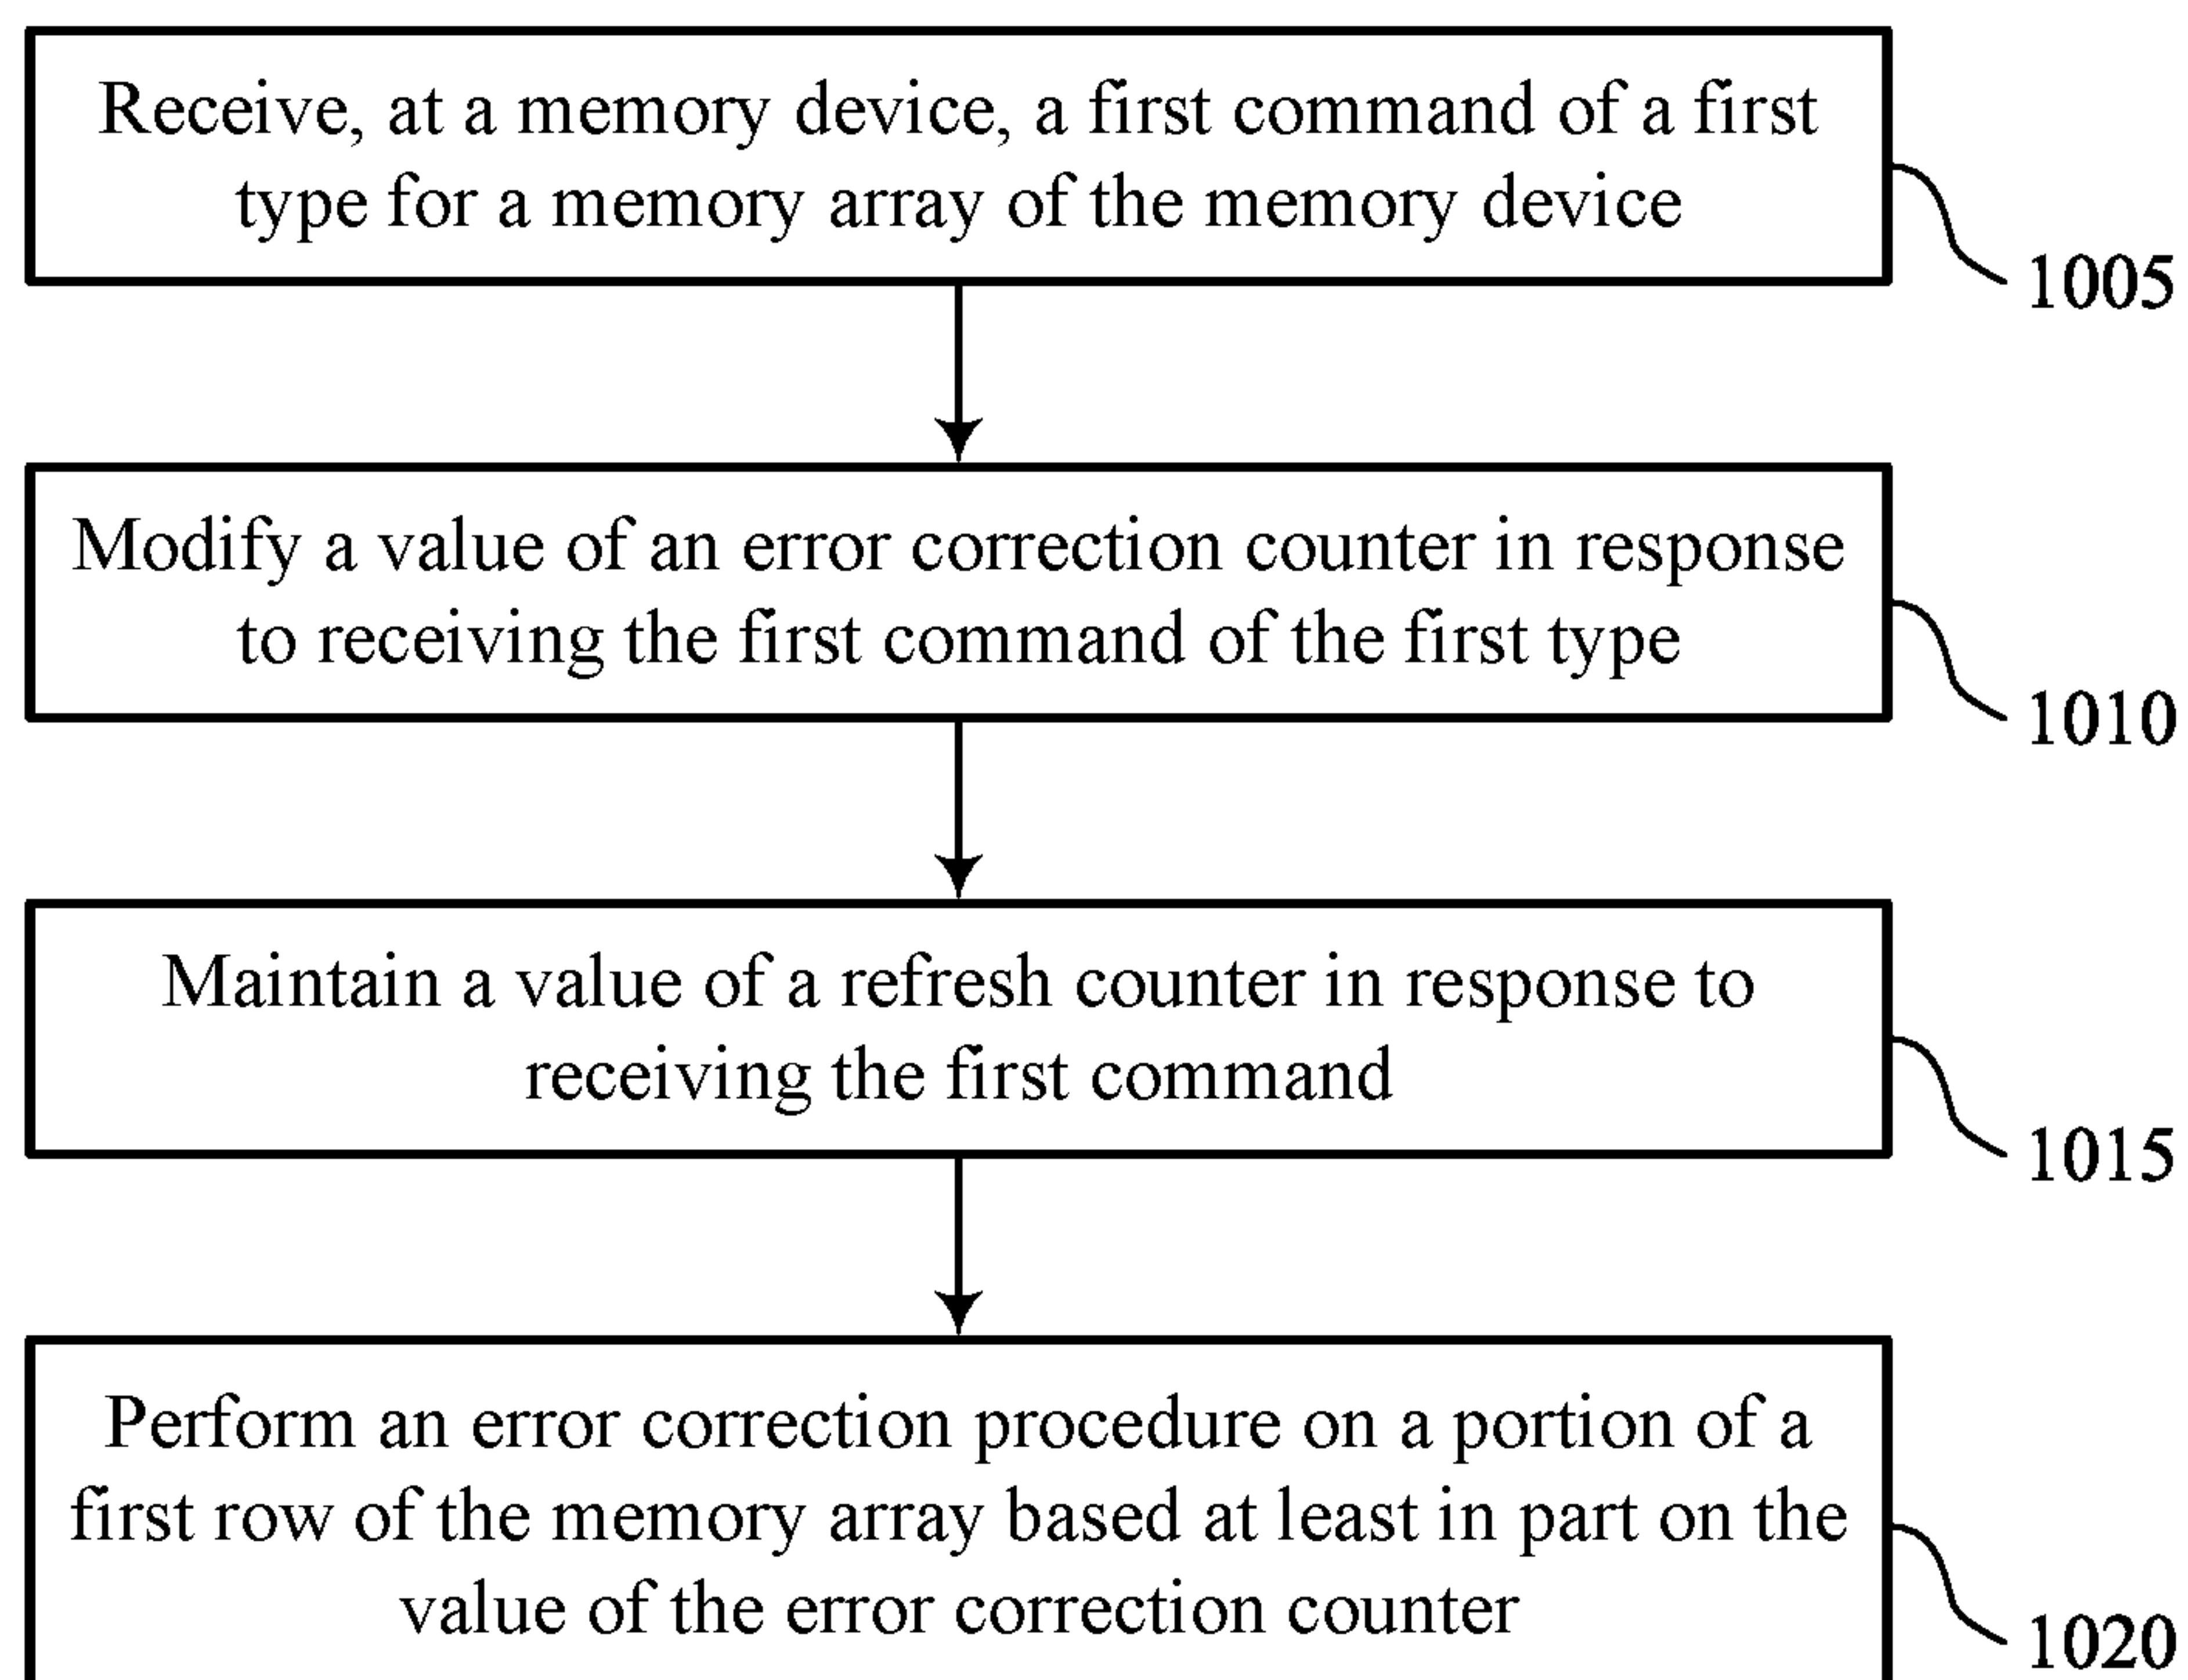 Receive, at a memory device, a first command of a first
type for a memory array of the memory device
1005
Modify a value of an error correction counter in response
to receiving the first command of the first type
1010
Maintain a value of a refresh counter in response to
receiving the first command
1015
Perform an error correction procedure on a portion of a
first row of the memory array based at least in part on the
value of the error correction counter
1020